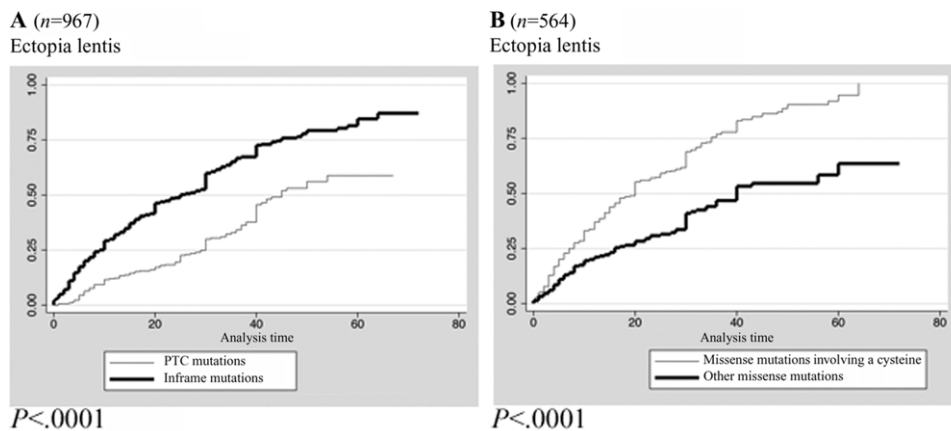 A (n=967)
Ectopia lentis
1.00
0.75
0.50
0.25
0.00
0 20 40 60 80
Analysis time
PTC mutations
Inframe mutations
P<.0001
B (n=564)
Ectopia lentis
1.00
0.75
0.50
0.25
0.00
0 20 40 60 80
Analysis time
Missense mutations involving a cysteine
Other missense mutations
P<.0001